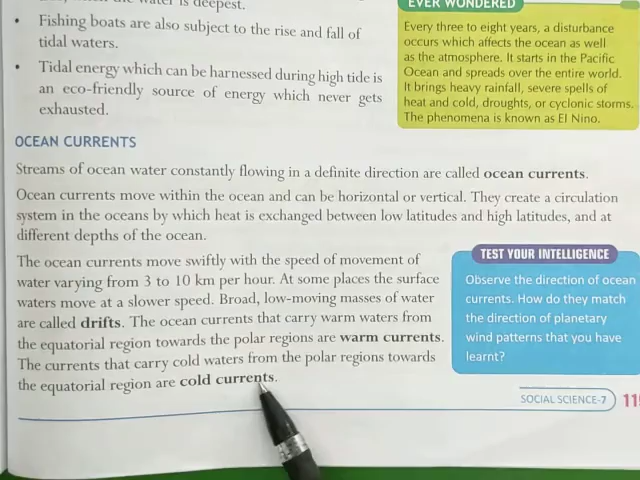 the water is deepest.
• Fishing boats are also subject to the rise and fall of
tidal waters.
• Tidal energy which can be harnessed during high tide is
an eco-friendly source of energy which never gets
exhausted.
EVER WONDERED
Every three to eight years, a disturbance
occurs which affects the ocean as well
as the atmosphere. It starts in the Pacific
Ocean and spreads over the entire world.
It brings heavy rainfall, severe spells of
heat and cold, droughts, or cyclonic storms.
The phenomena is known as El Nino.
OCEAN CURRENTS
Streams of ocean water constantly flowing in a definite direction are called ocean currents.
Ocean currents move within the ocean and can be horizontal or vertical. They create a circulation
system in the oceans by which heat is exchanged between low latitudes and high latitudes, and at
different depths of the ocean.
The ocean currents move swiftly with the speed of movement of
water varying from 3 to 10 km per hour. At some places the surface
waters move at a slower speed. Broad, low-moving masses of water
are called drifts. The ocean currents that carry warm waters from
the equatorial region towards the polar regions are warm currents.
The currents that carry cold waters from the polar regions towards
the equatorial region are cold currents.
TEST YOUR INTELLIGENCE
Observe the direction of ocean
currents. How do they match
the direction of planetary
wind patterns that you have
learnt?
SOCIAL SCIENCE-7